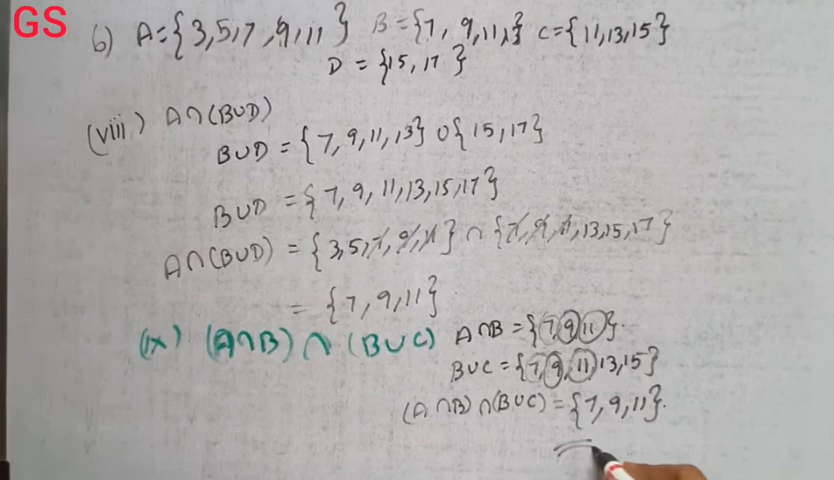 GS
6) A={3,5,7,9,11} B={7,9,11,} C={11,13,15}
D = {15,17}
(viii) A∩(B∪D)
B∪D = {7,9,11,13} ∪ {15,17}
B∪D = {7,9,11,13,15,17}
A∩(B∪D) = {3,5,7,9,11} ∩ {7,9,11,13,15,17}
= {7,9,11}
(ix) (A∩B) ∩ (B∪C) A∩B = {7,9,11}.
B∪C = {7,9,11,13,15}
(A∩B)∩(B∪C) = {7,9,11}.